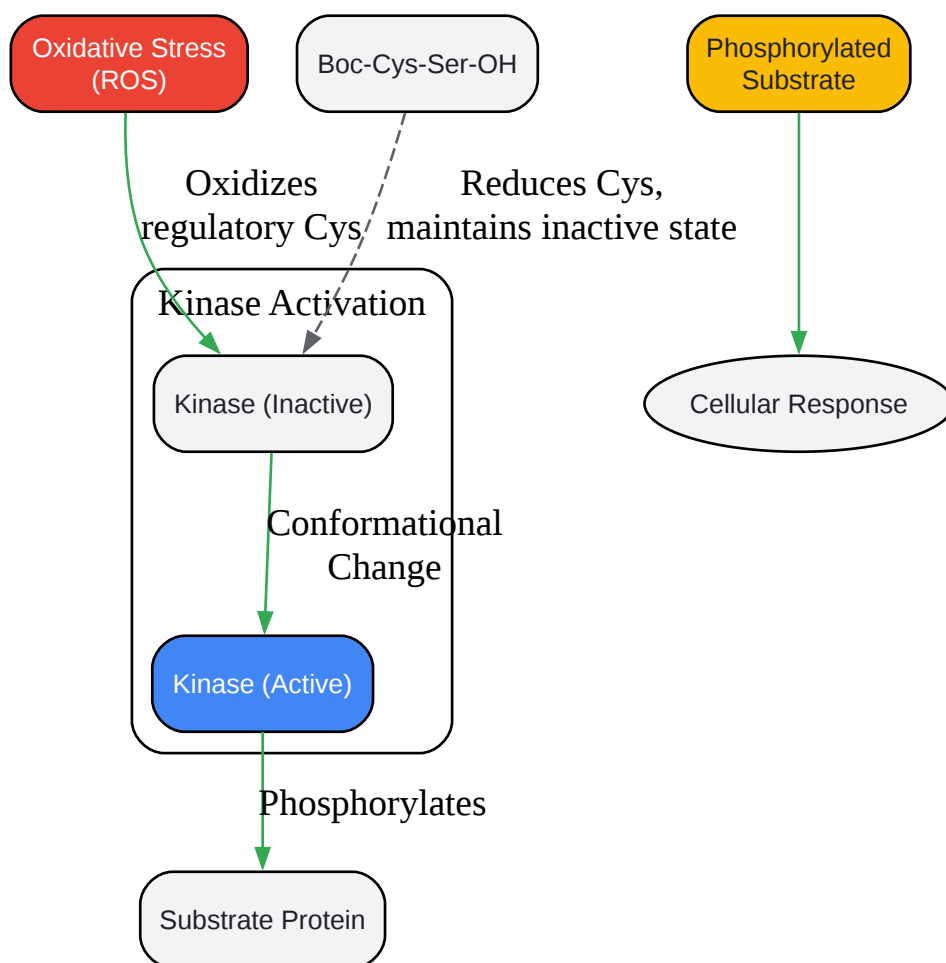 Oxidative Stress
(ROS)
Boc-Cys-Ser-OH
Phosphorylated
Substrate
Oxidizes
regulatory Cys
Reduces Cys,
maintains inactive state
Kinase Activation
Kinase (Inactive)
Cellular Response
Conformational
Change
Kinase (Active)
Phosphorylates
Substrate Protein